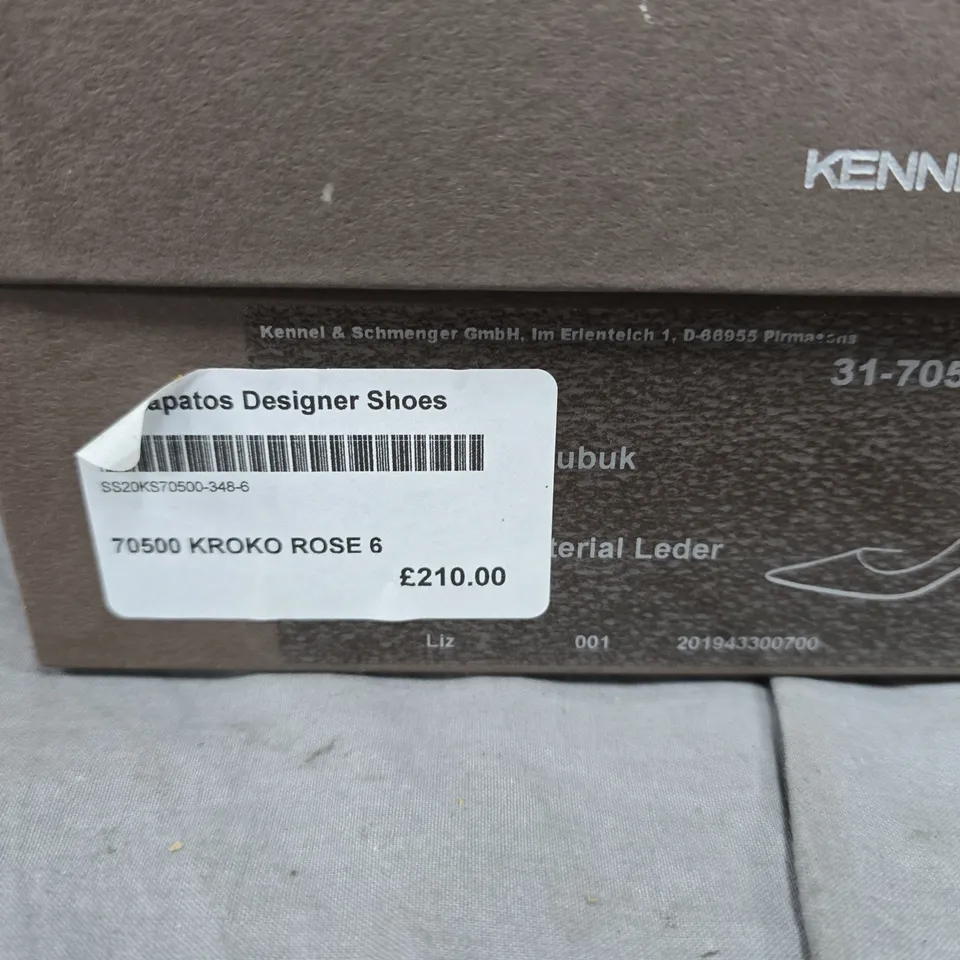 KENN
Kennel & Schmenger GmbH, Im Erlenteich 1, D-66955 Pirmasens
31-705
apatos Designer Shoes
ubuk
SS20KS70500-348-6
70500 KROKO ROSE 6
terial Leder
£210.00
Liz 001 201943300700